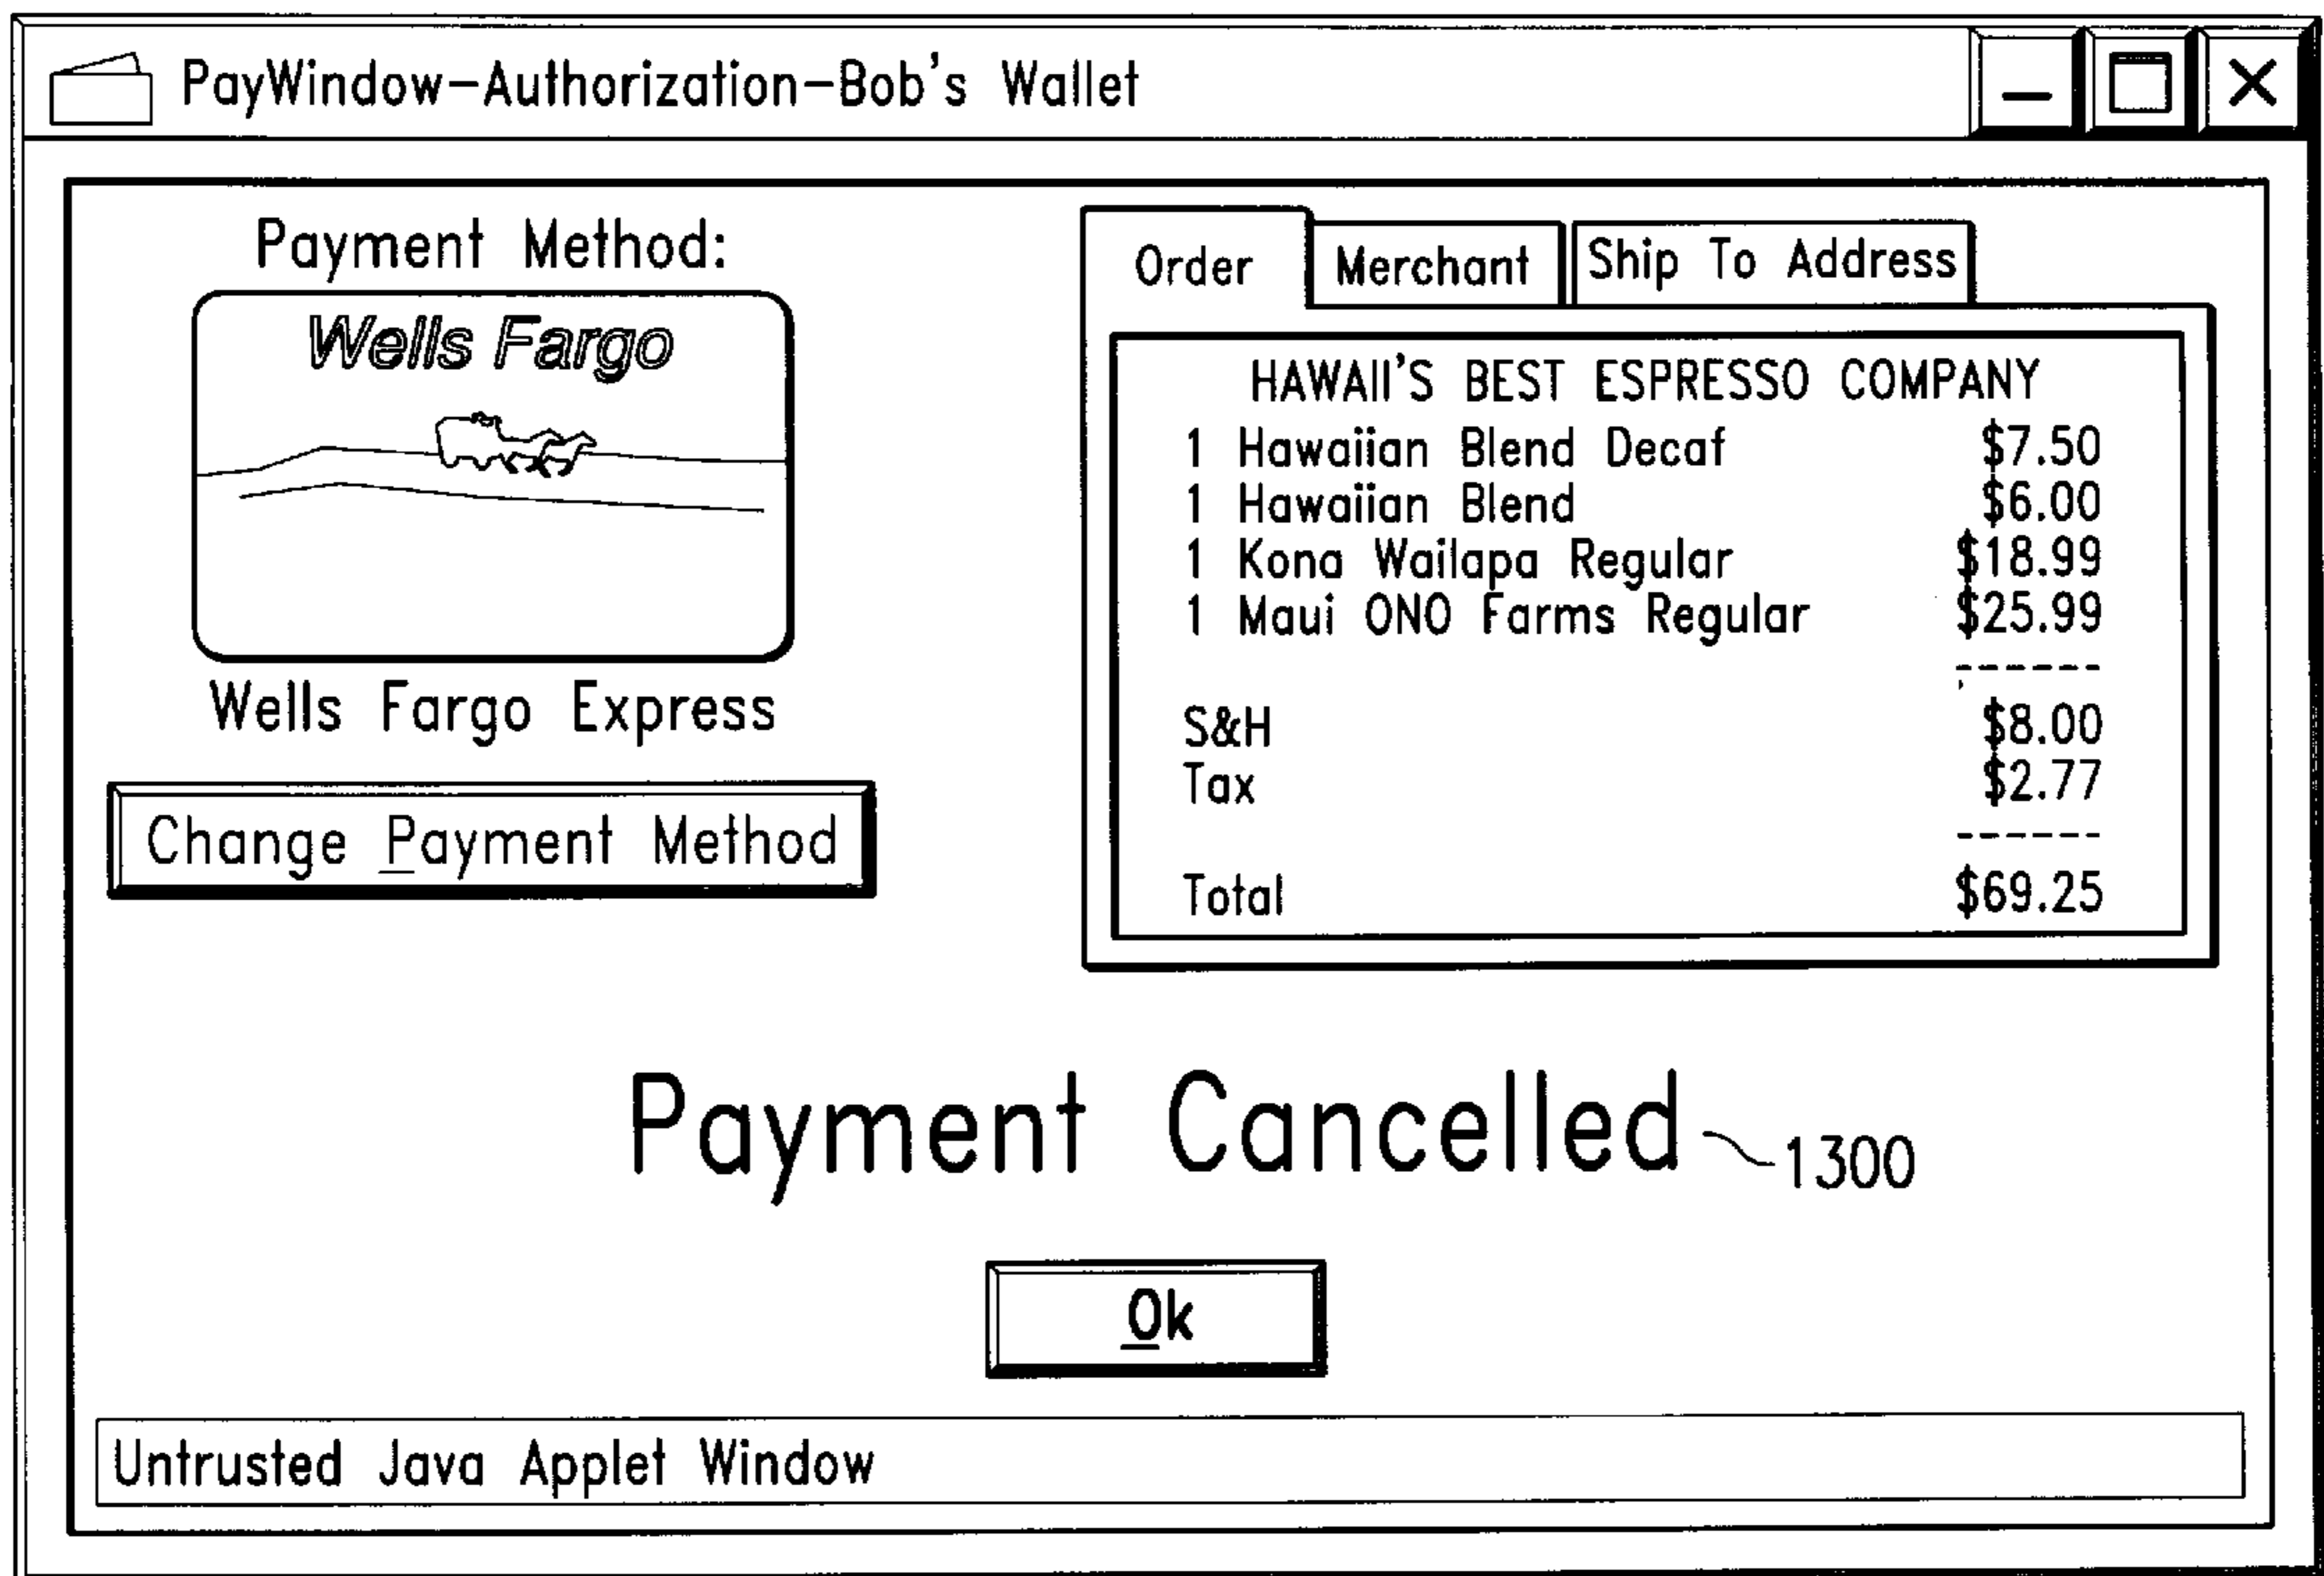 PayWindow-Authorization-Bob's Wallet
Payment Method:
Wells Fargo
Wells Fargo Express
Change Payment Method
Order
Merchant
Ship To Address
HAWAII'S BEST ESPRESSO COMPANY
1 Hawaiian Blend Decaf $7.50
1 Hawaiian Blend $6.00
1 Kona Wailapa Regular $18.99
1 Maui ONO Farms Regular $25.99
------
S&H $8.00
Tax $2.77
------
Total $69.25
Payment Cancelled
1300
Ok
Untrusted Java Applet Window